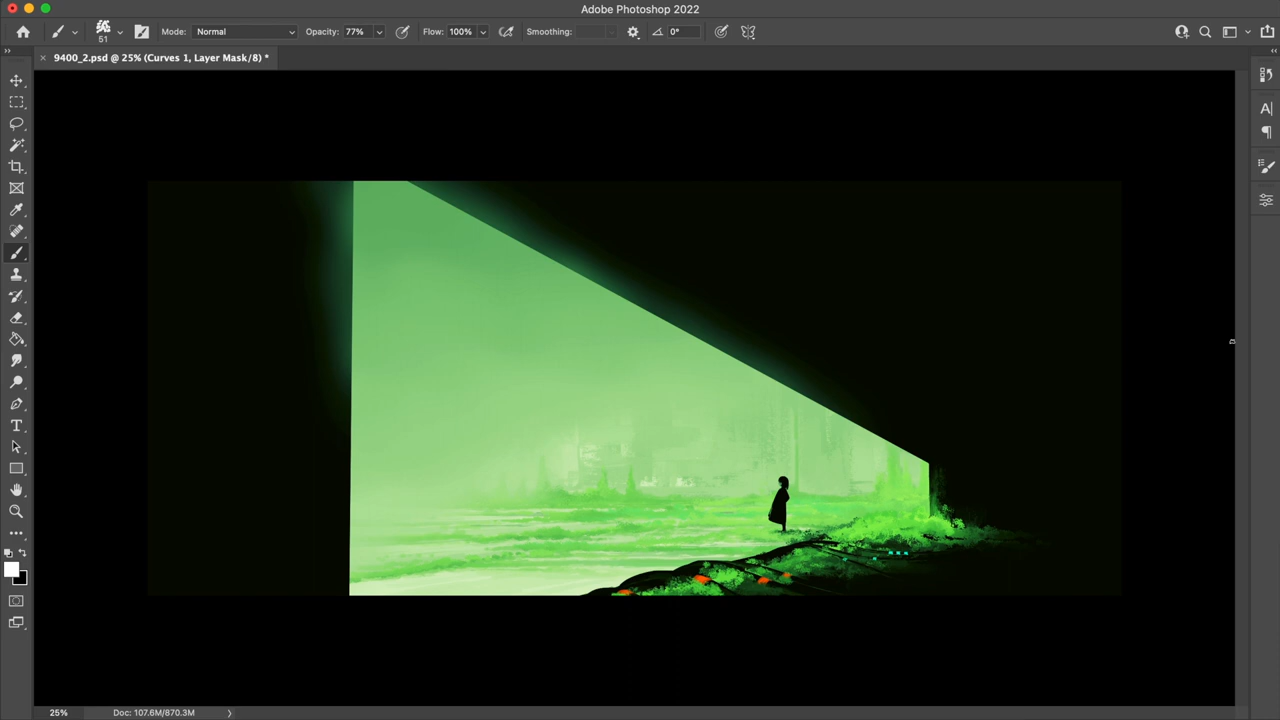 Adobe Photoshop 2022
51
Mode: Normal
Opacity: 77%
Flow: 100%
Smoothing:
0°
9400_2.psd @ 25% (Curves 1, Layer Mask/8) *
25%
Doc: 107.6M/870.3M